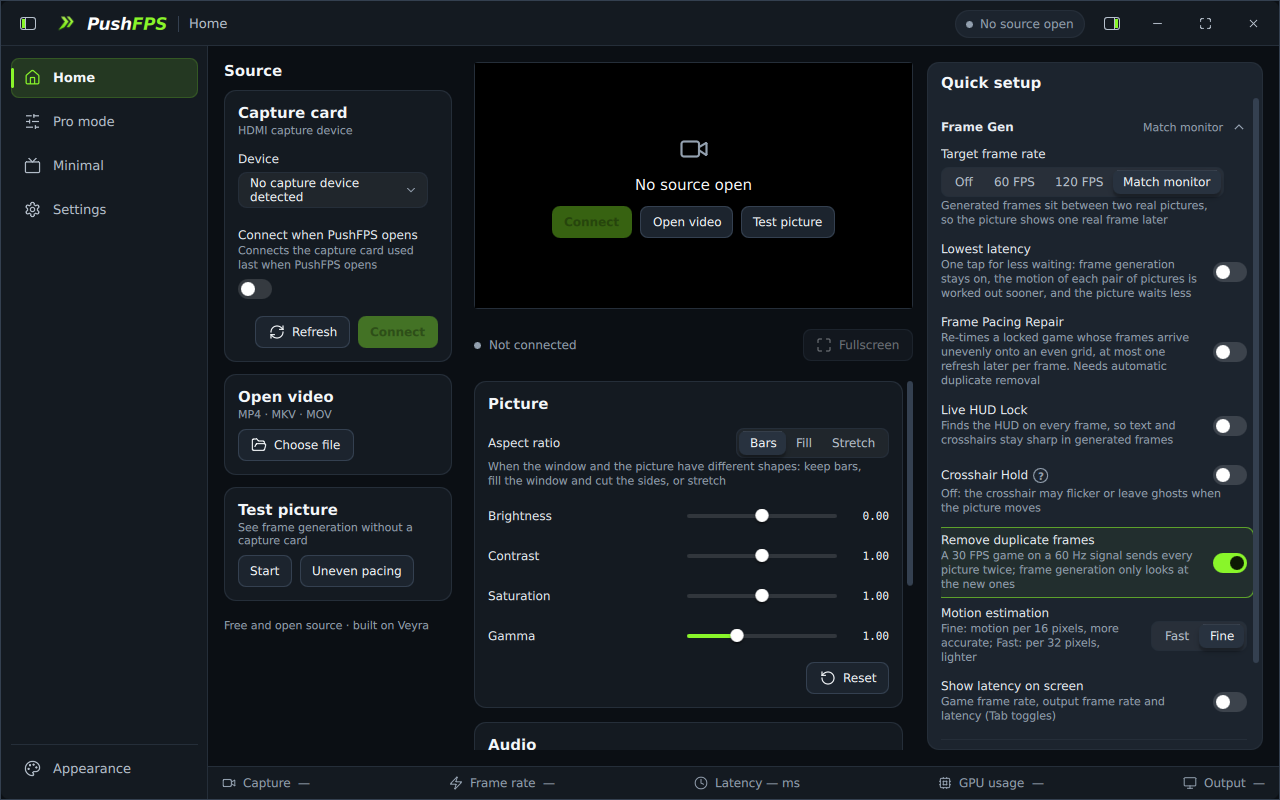 PushFPS
Home
No source open
Home
Pro mode
Minimal
Settings
Appearance
Source
Capture card
HDMI capture device
Device
No capture device
detected
Connect when PushFPS opens
Connects the capture card used
last when PushFPS opens
Refresh
Connect
Open video
MP4 · MKV · MOV
Choose file
Test picture
See frame generation without a
capture card
Start
Uneven pacing
Free and open source · built on Veyra
No source open
Connect
Open video
Test picture
Not connected
Fullscreen
Picture
Aspect ratio
Bars
Fill
Stretch
When the window and the picture have different shapes: keep bars,
fill the window and cut the sides, or stretch
Brightness
0.00
Contrast
1.00
Saturation
1.00
Gamma
1.00
Reset
Audio
Quick setup
Frame Gen
Match monitor
Target frame rate
Off
60 FPS
120 FPS
Match monitor
Generated frames sit between two real pictures,
so the picture shows one real frame later
Lowest latency
One tap for less waiting: frame generation
stays on, the motion of each pair of pictures is
worked out sooner, and the picture waits less
Frame Pacing Repair
Re-times a locked game whose frames arrive
unevenly onto an even grid, at most one
refresh later per frame. Needs automatic
duplicate removal
Live HUD Lock
Finds the HUD on every frame, so text and
crosshairs stay sharp in generated frames
Crosshair Hold ?
Off: the crosshair may flicker or leave ghosts when
the picture moves
Remove duplicate frames
A 30 FPS game on a 60 Hz signal sends every
picture twice; frame generation only looks at
the new ones
Motion estimation
Fine: motion per 16 pixels, more
accurate; Fast: per 32 pixels,
lighter
Fast
Fine
Show latency on screen
Game frame rate, output frame rate and
latency (Tab toggles)
Capture —
Frame rate —
Latency — ms
GPU usage —
Output —